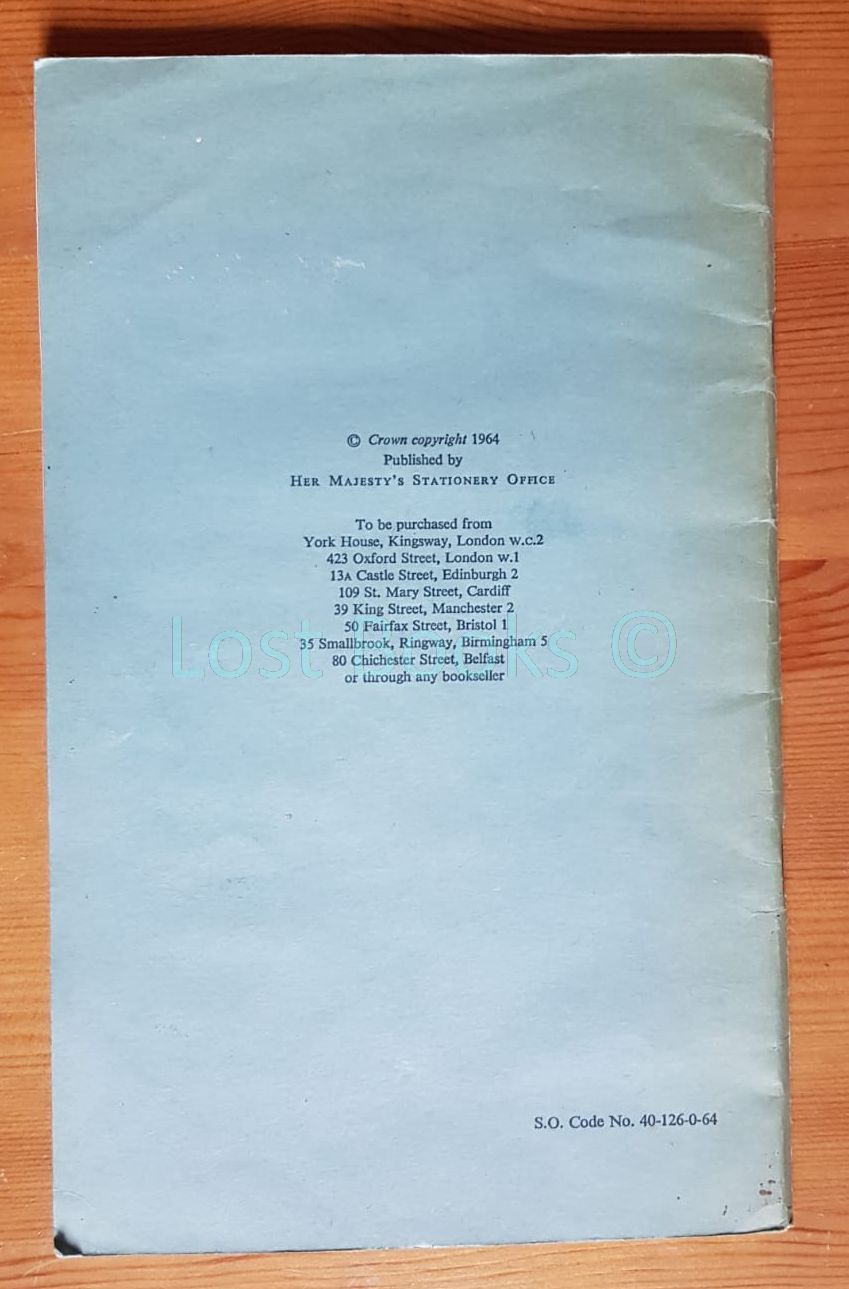 © Crown copyright 1964
Published by
HER MAJESTY'S STATIONERY OFFICE
To be purchased from
York House, Kingsway, London w.c.2
423 Oxford Street, London w.1
13A Castle Street, Edinburgh 2
109 St. Mary Street, Cardiff
39 King Street, Manchester 2
50 Fairfax Street, Bristol 1
35 Smallbrook, Ringway, Birmingham 5
80 Chichester Street, Belfast
or through any bookseller
Lost Books ©
S.O. Code No. 40-126-0-64